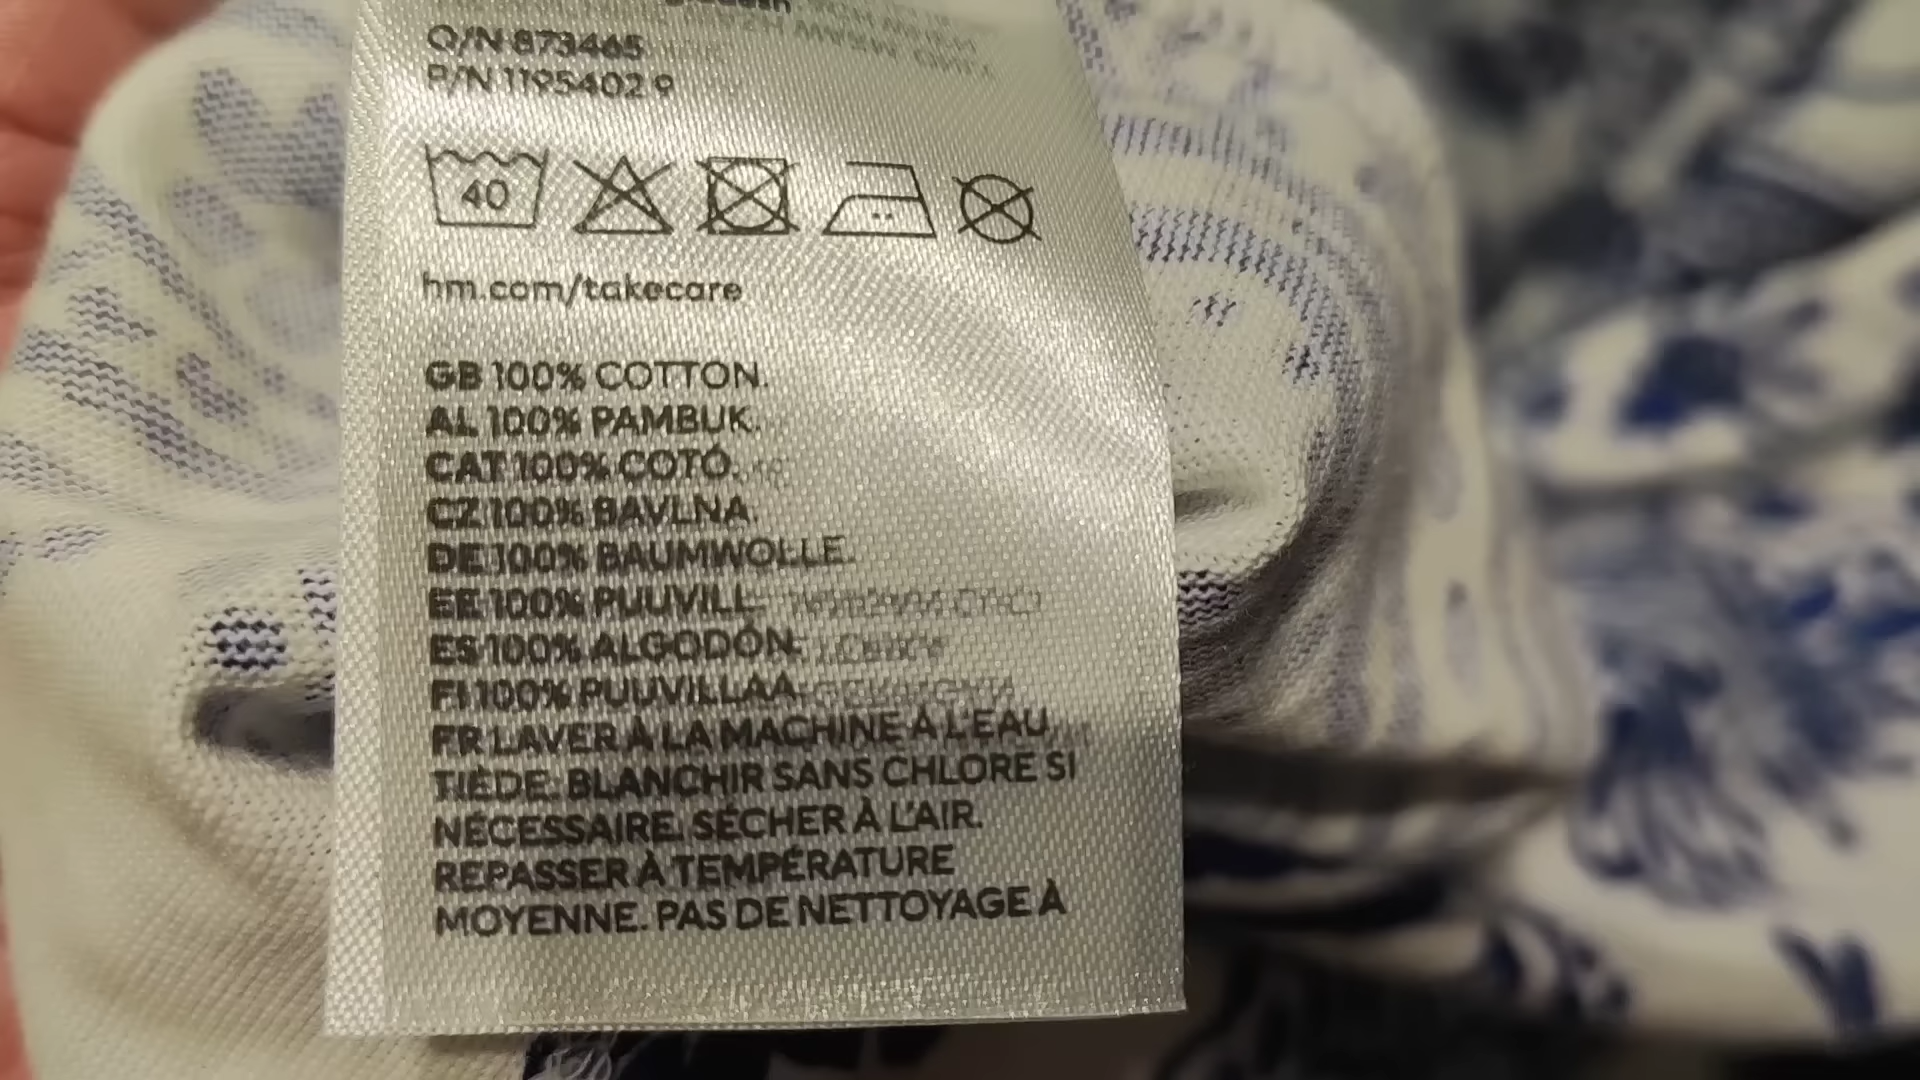 O/N 873465
P/N 1195402 9
40
hm.com/takecare
GB 100% COTTON.
AL 100% PAMBUK.
CAT 100% COTÓ.
CZ 100% BAVLNA.
DE 100% BAUMWOLLE.
EE 100% PUUVILL.
ES 100% ALGODÓN.
FI 100% PUUVILLAA.
FR LAVER À LA MACHINE À L'EAU
TIÈDE. BLANCHIR SANS CHLORE SI
NÉCESSAIRE. SÉCHER À L'AIR.
REPASSER À TEMPÉRATURE
MOYENNE. PAS DE NETTOYAGE À